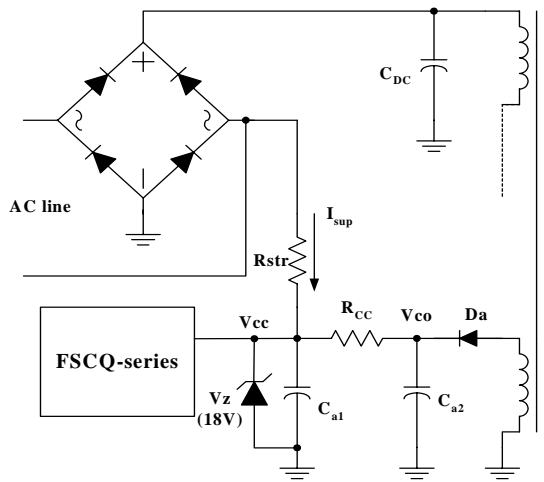 C_DC
AC line
I_sup
Rstr
R_CC
Vcc
Vco
Da
FSCQ-series
Vz
(18V)
C_a1
C_a2